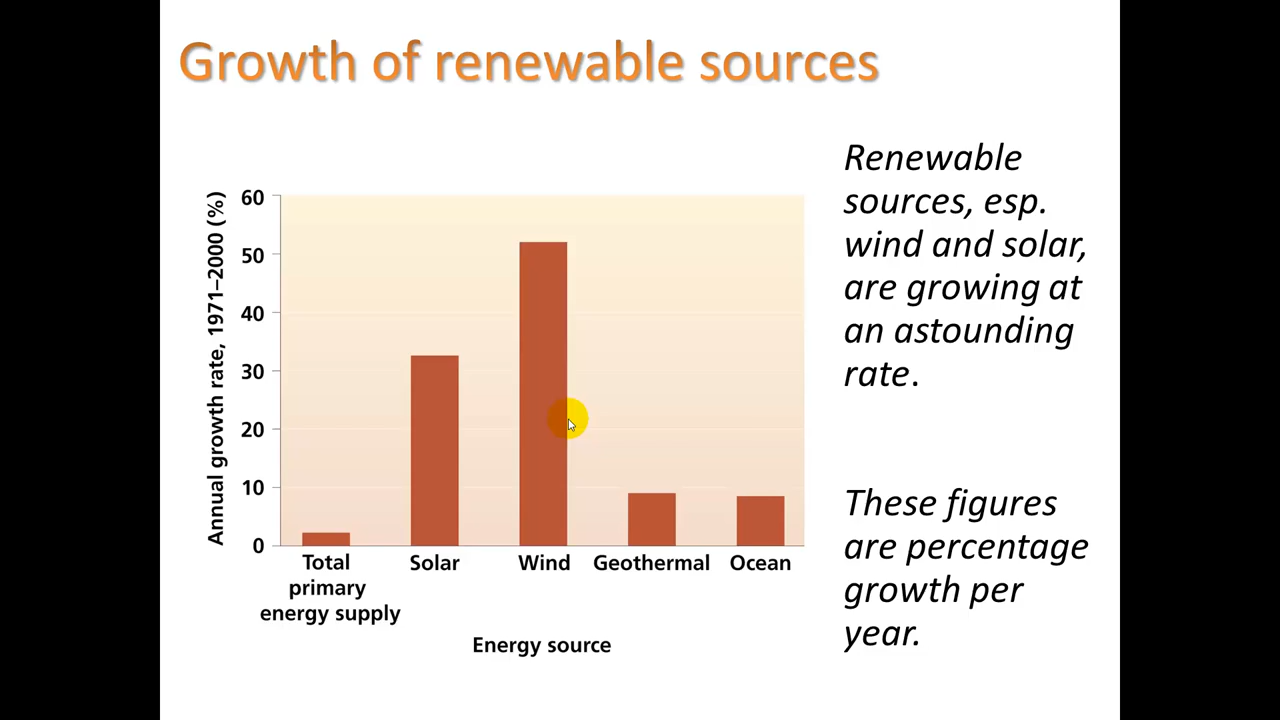 Growth of renewable sources
Annual growth rate, 1971–2000 (%)
60
50
40
30
20
10
0
Total
primary
energy supply
Solar
Wind
Geothermal
Ocean
Energy source
Renewable
sources, esp.
wind and solar,
are growing at
an astounding
rate.
These figures
are percentage
growth per
year.